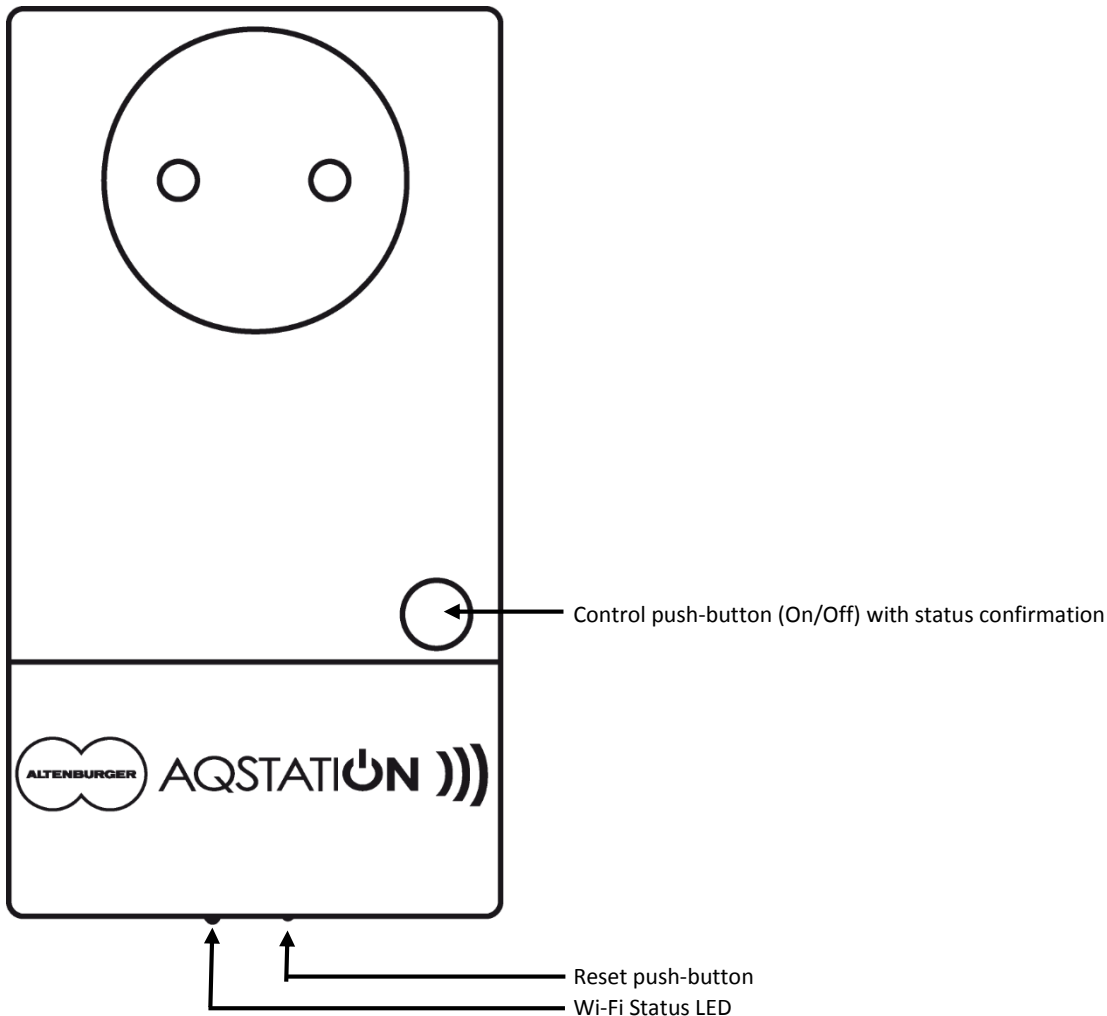 Control push-button (On/Off) with status confirmation
ALTENBURGER AQSTATION
Reset push-button
Wi-Fi Status LED